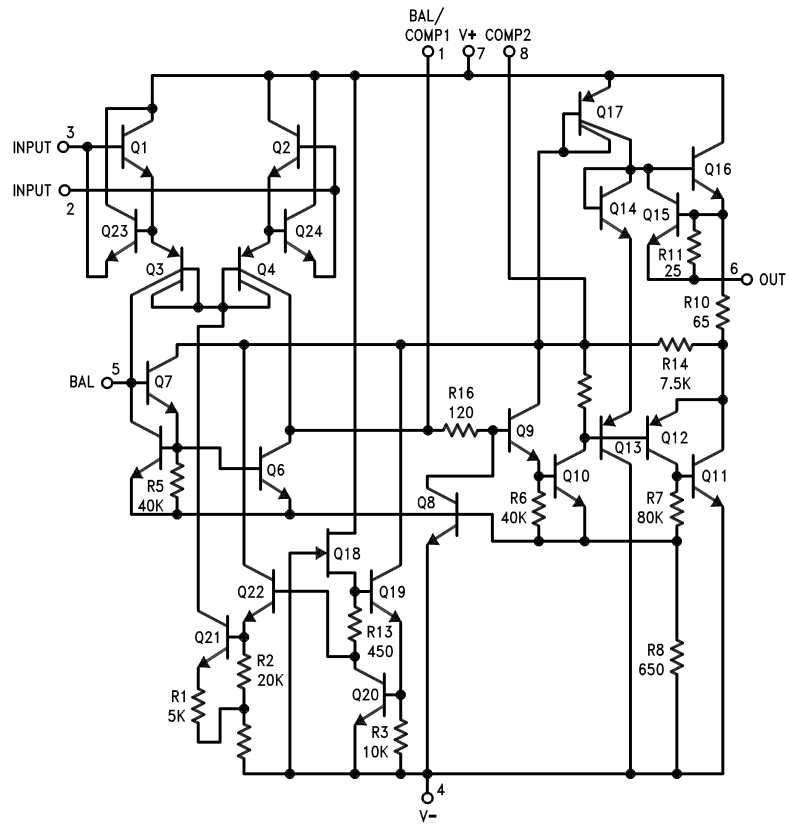 BAL/
COMP1 V+ COMP2
1 7 8
Q17
3
INPUT Q1 Q2
Q16
INPUT
2
Q14 Q15
Q23 Q24
R11
25
Q3 Q4
6
OUT
R10
65
5
BAL Q7
R14
7.5K
R16
120
Q9 Q13 Q12
Q6 Q10 Q11
R5
40K
Q8
R6
40K
R7
80K
Q18
Q22 Q19
Q21
R13
450
R2
20K
R8
650
R1
5K
Q20
R3
10K
4
V−